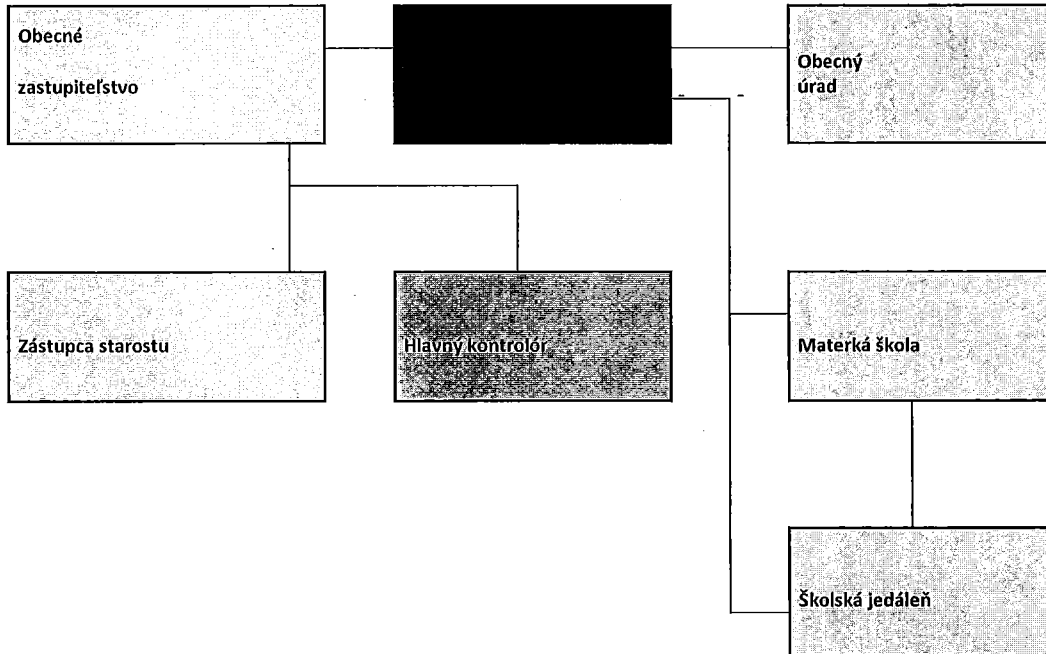 Obecné
zastupiteľstvo
Obecný
úrad
Zástupca starostu
Hlavný kontrolór
Materká škola
Školská jedáleň